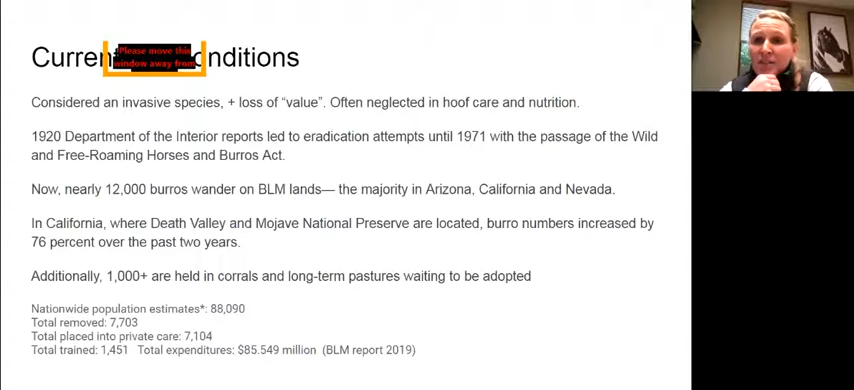 Curren
Please move this
window away from
onditions
Considered an invasive species, + loss of “value”. Often neglected in hoof care and nutrition.
1920 Department of the Interior reports led to eradication attempts until 1971 with the passage of the Wild
and Free-Roaming Horses and Burros Act.
Now, nearly 12,000 burros wander on BLM lands— the majority in Arizona, California and Nevada.
In California, where Death Valley and Mojave National Preserve are located, burro numbers increased by
76 percent over the past two years.
Additionally, 1,000+ are held in corrals and long-term pastures waiting to be adopted
Nationwide population estimates*: 88,090
Total removed: 7,703
Total placed into private care: 7,104
Total trained: 1,451 Total expenditures: $85.549 million (BLM report 2019)